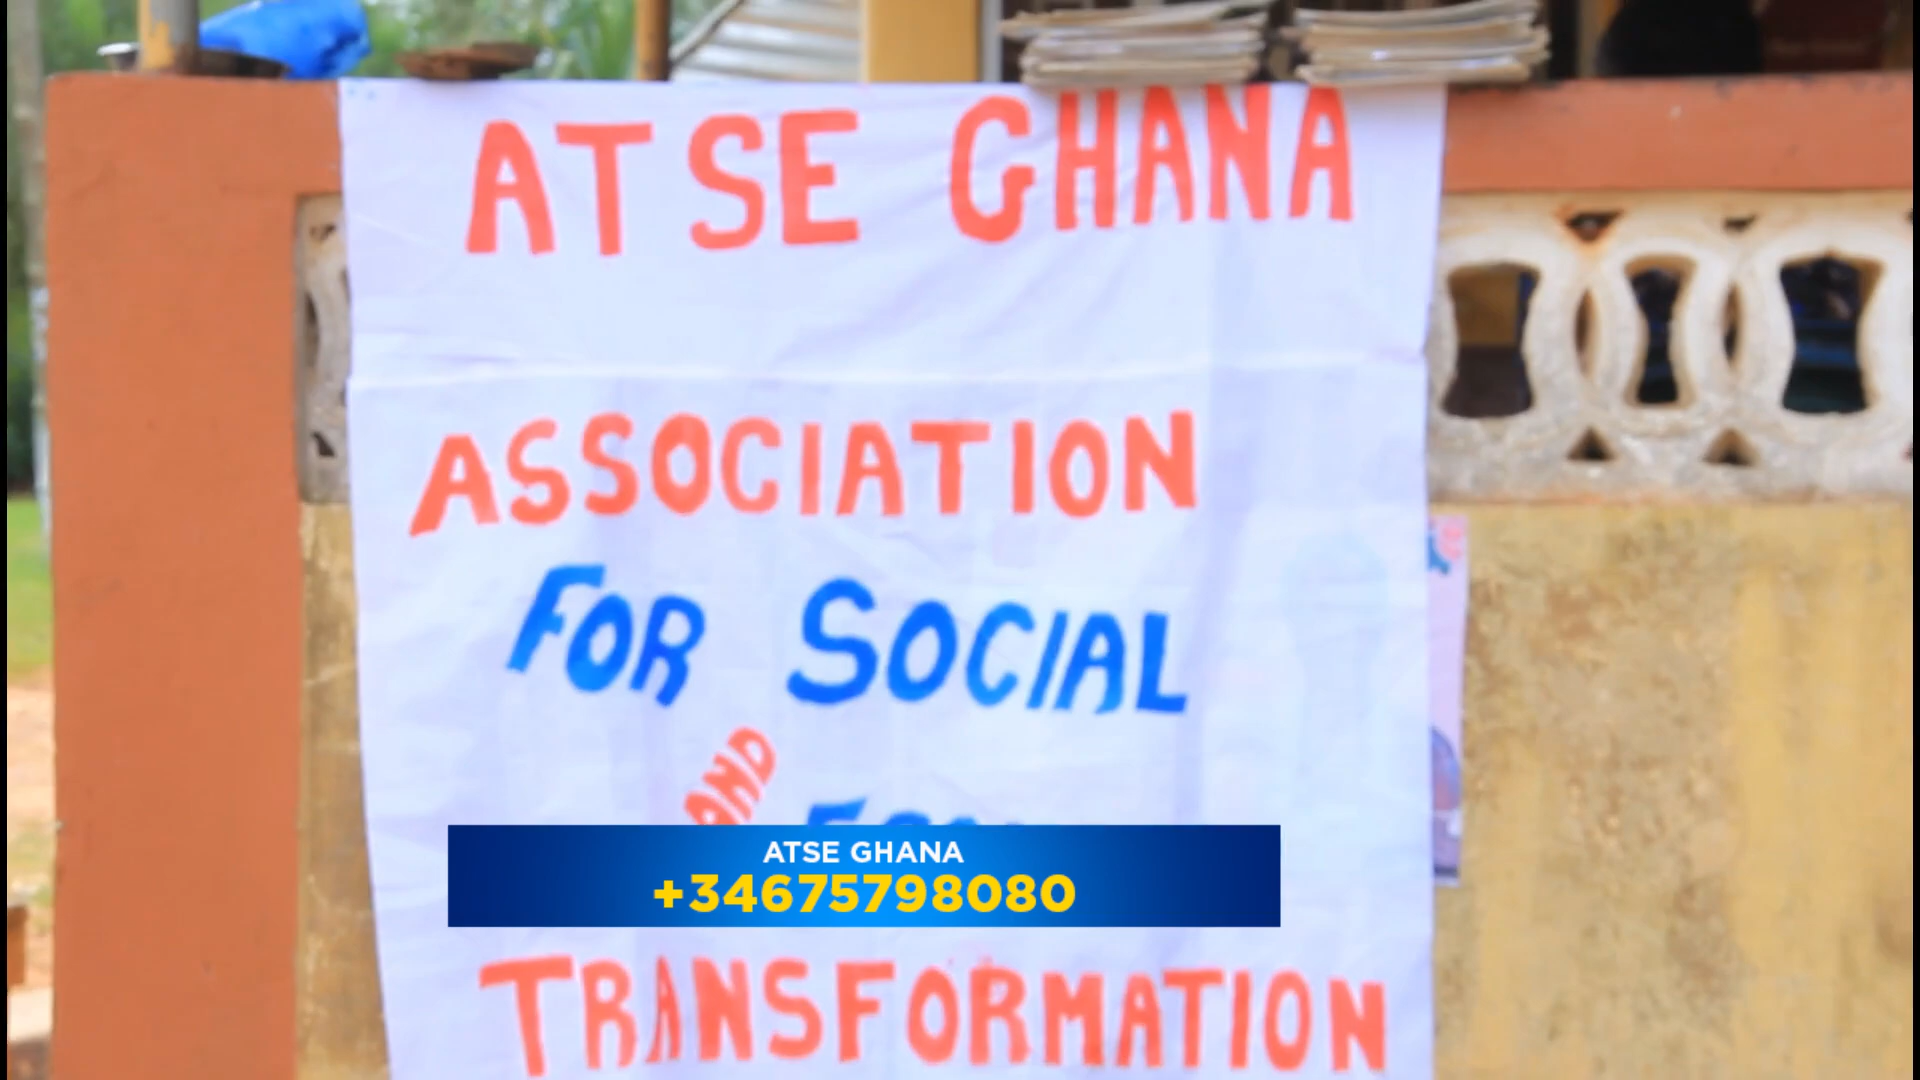 ATSE GHANA
ASSOCIATION
FOR SOCIAL
AND
ATSE GHANA
+34675798080
TRANSFORMATION